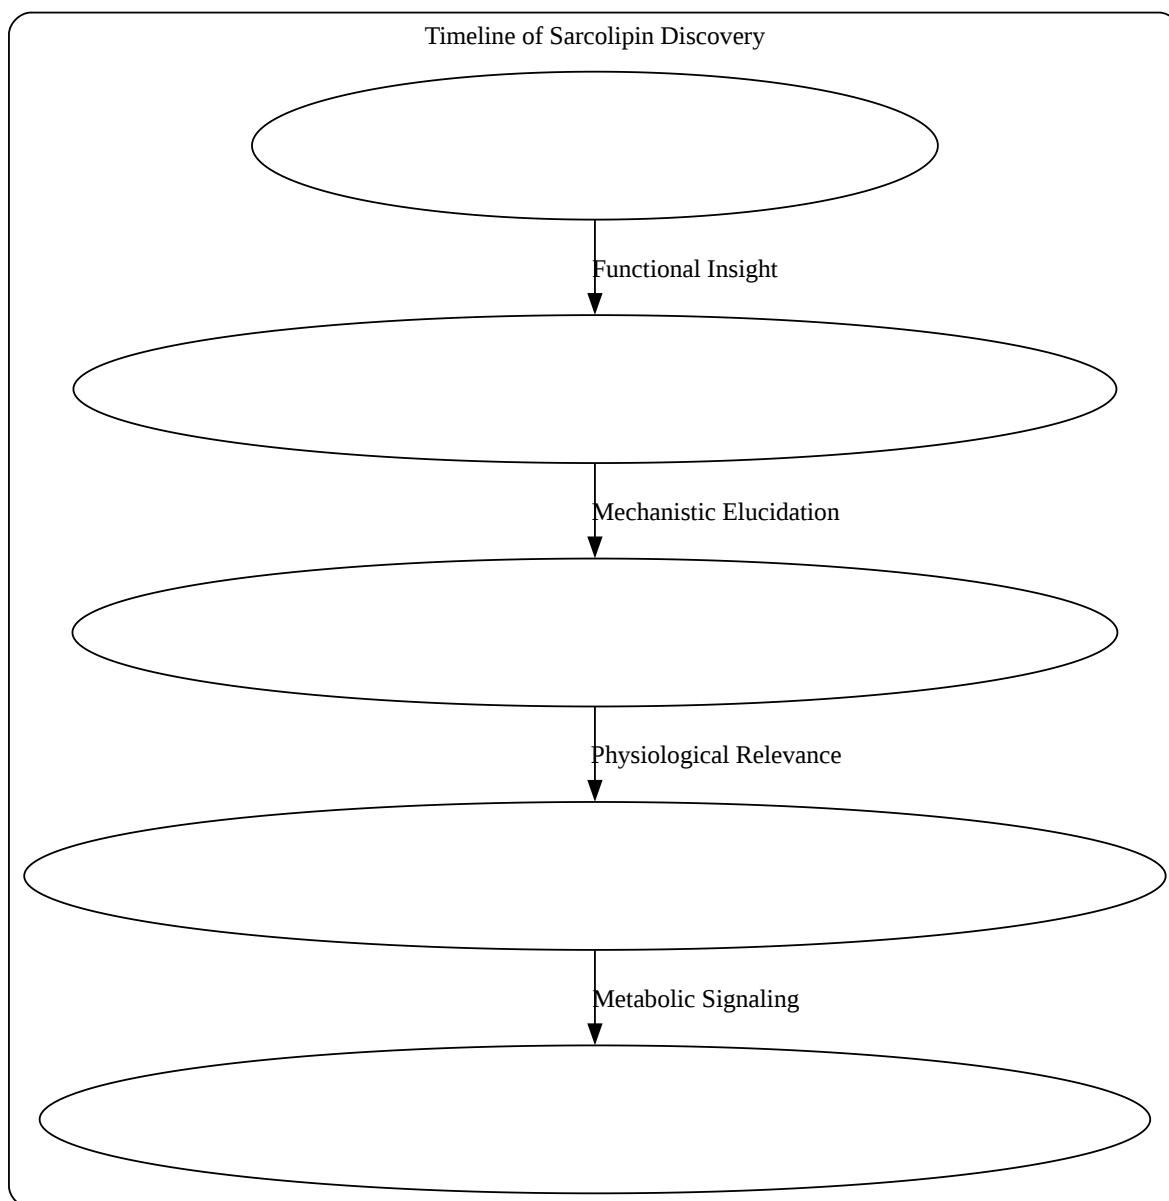 Timeline of Sarcolipin Discovery
Functional Insight
Mechanistic Elucidation
Physiological Relevance
Metabolic Signaling